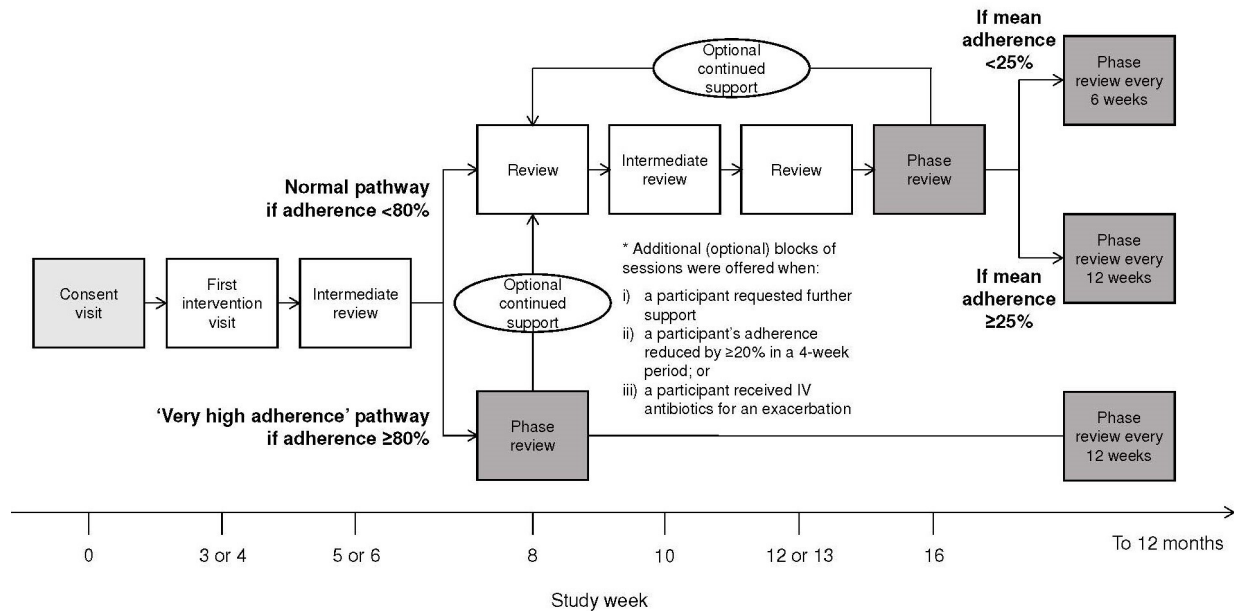 If mean
adherence
<25%
Phase
review every
6 weeks
Optional
continued
support
Normal pathway
if adherence <80%
Review
Intermediate
review
Review
Phase
review
Consent
visit
First
intervention
visit
Intermediate
review
Optional
continued
support
* Additional (optional) blocks of
sessions were offered when:
i) a participant requested further
support
ii) a participant's adherence
reduced by ≥20% in a 4-week
period; or
iii) a participant received IV
antibiotics for an exacerbation
If mean
adherence
≥25%
Phase
review every
12 weeks
‘Very high adherence’ pathway
if adherence ≥80%
Phase
review
Phase
review every
12 weeks
0
3 or 4
5 or 6
8
10
12 or 13
16
To 12 months
Study week